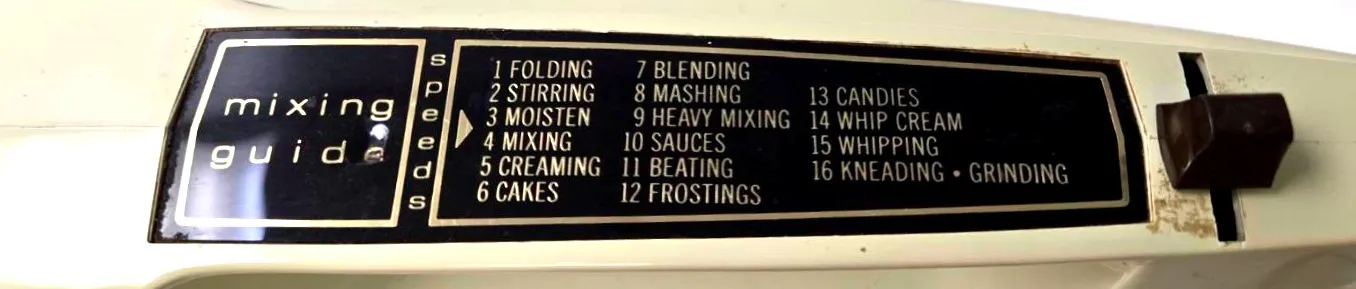 mixing
guide
speeds
1 FOLDING
2 STIRRING
3 MOISTEN
4 MIXING
5 CREAMING
6 CAKES
7 BLENDING
8 MASHING
9 HEAVY MIXING
10 SAUCES
11 BEATING
12 FROSTINGS
13 CANDIES
14 WHIP CREAM
15 WHIPPING
16 KNEADING • GRINDING